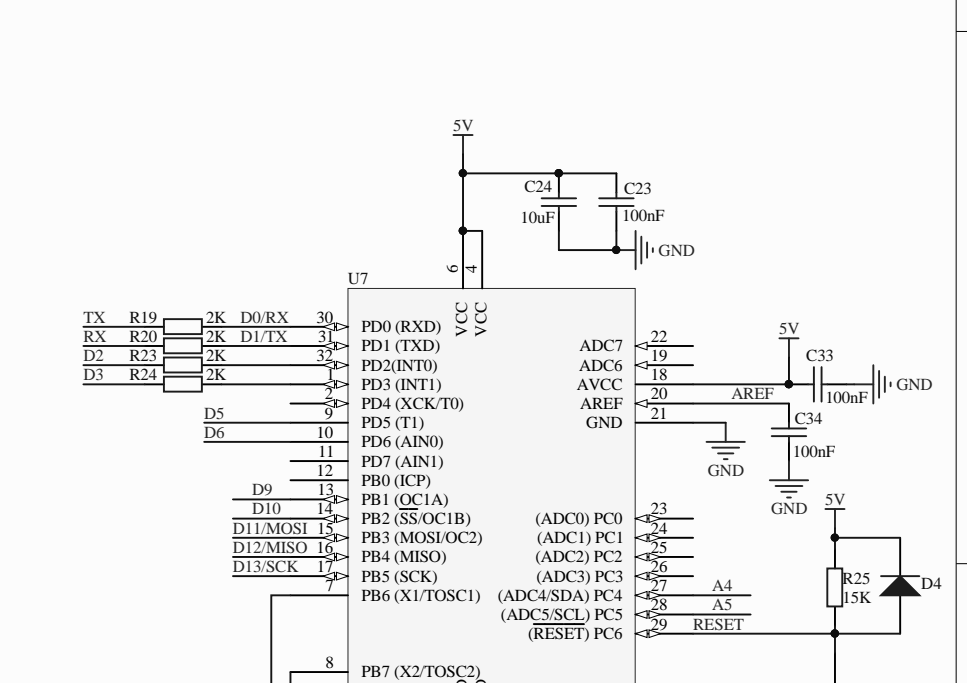 5V
C24
C23
10uF
100nF
GND
6
4
U7
VCC
VCC
TX R19 2K D0/RX 30 PD0 (RXD)
RX R20 2K D1/TX 31 PD1 (TXD)
D2 R23 2K 32 PD2(INT0)
D3 R24 2K 1 PD3 (INT1)
2 PD4 (XCK/T0)
D5 9 PD5 (T1)
D6 10 PD6 (AIN0)
11 PD7 (AIN1)
12 PB0 (ICP)
D9 13 PB1 (OC1A)
D10 14 PB2 (SS/OC1B)
D11/MOSI 15 PB3 (MOSI/OC2)
D12/MISO 16 PB4 (MISO)
D13/SCK 17 PB5 (SCK)
7 PB6 (X1/TOSC1)
8 PB7 (X2/TOSC2)
ADC7 22
ADC6 19
AVCC 18
AREF 20 AREF
GND 21
GND
5V
C33
100nF
GND
C34
100nF
GND
(ADC0) PC0 23
(ADC1) PC1 24
(ADC2) PC2 25
(ADC3) PC3 26
(ADC4/SDA) PC4 27 A4
(ADC5/SCL) PC5 28 A5
(RESET) PC6 29 RESET
5V
R25
15K
D4